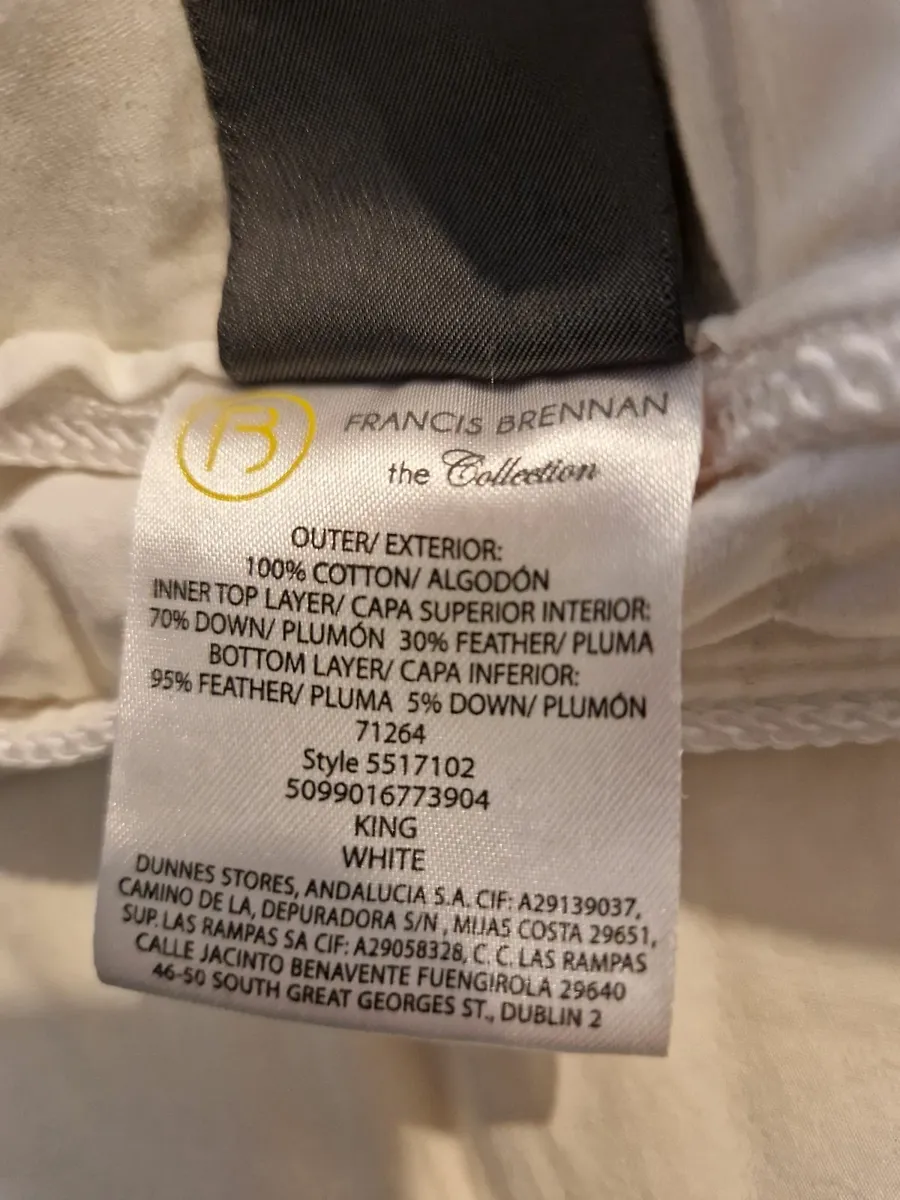 B
FRANCIS BRENNAN
the Collection
OUTER/ EXTERIOR:
100% COTTON/ ALGODÓN
INNER TOP LAYER/ CAPA SUPERIOR INTERIOR:
70% DOWN/ PLUMÓN 30% FEATHER/ PLUMA
BOTTOM LAYER/ CAPA INFERIOR:
95% FEATHER/ PLUMA 5% DOWN/ PLUMÓN
71264
Style 5517102
5099016773904
KING
WHITE
DUNNES STORES, ANDALUCIA S.A. CIF: A29139037,
CAMINO DE LA, DEPURADORA S/N , MIJAS COSTA 29651,
SUP. LAS RAMPAS SA CIF: A29058328, C. C. LAS RAMPAS
CALLE JACINTO BENAVENTE FUENGIROLA 29640
46-50 SOUTH GREAT GEORGES ST., DUBLIN 2